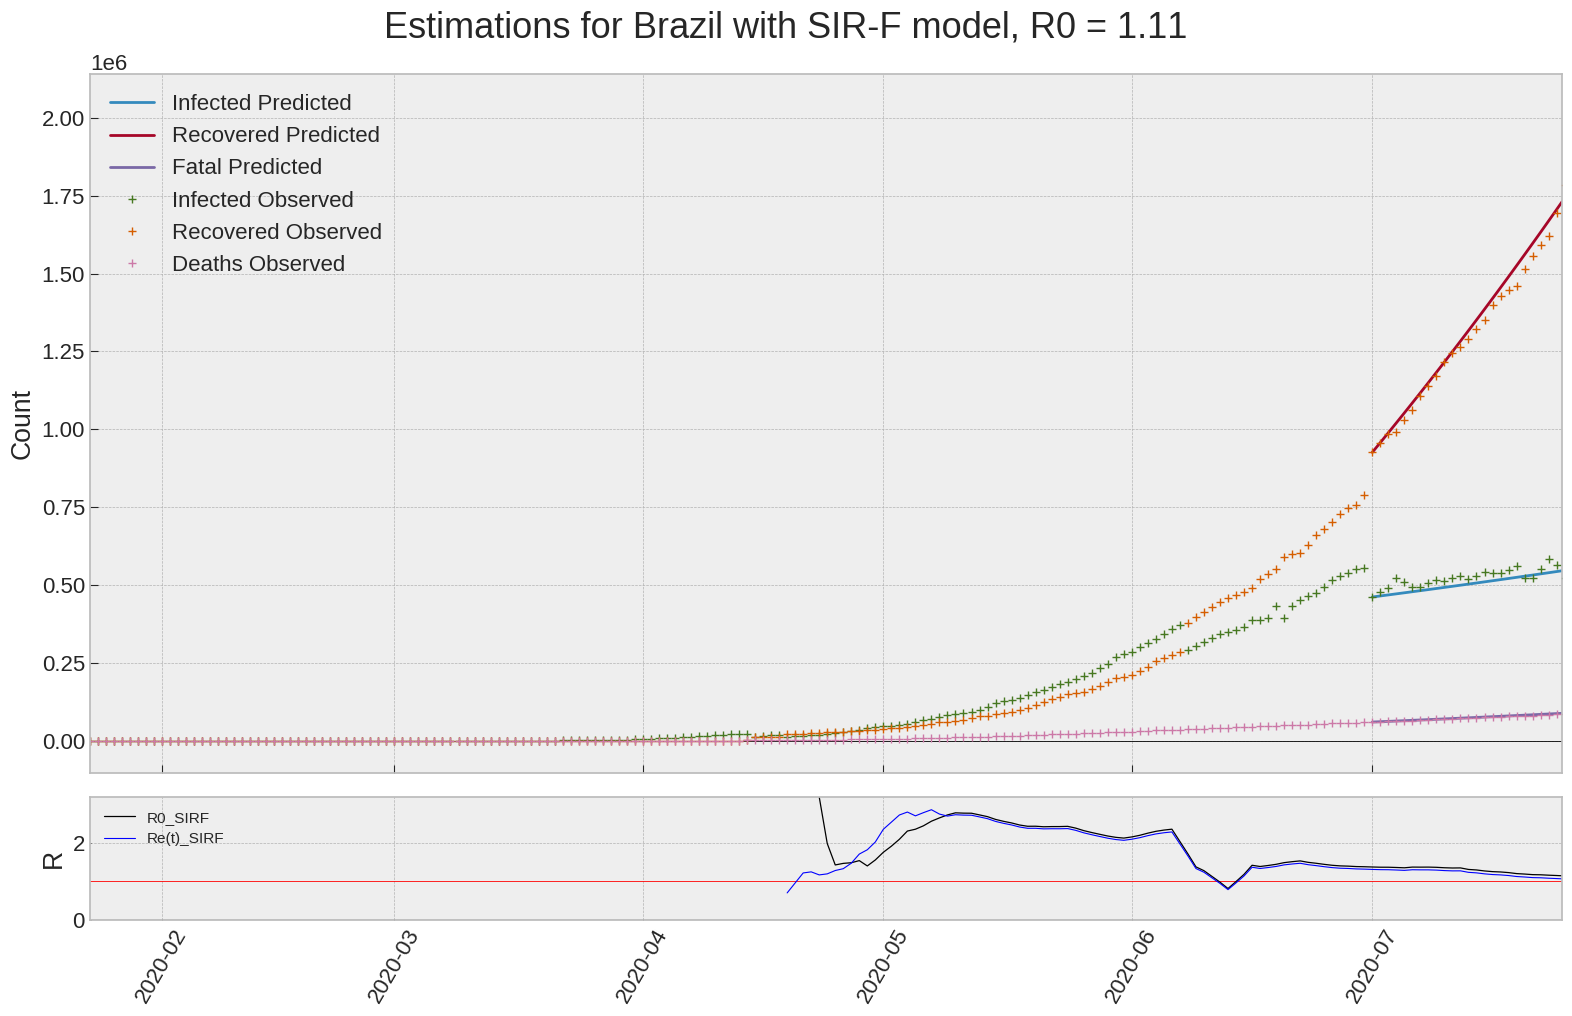 Estimations for Brazil with SIR-F model, R0 = 1.11
1e6
Infected Predicted
Recovered Predicted
Fatal Predicted
Infected Observed
Recovered Observed
Deaths Observed
2.00
1.75
1.50
1.25
1.00
0.75
0.50
0.25
0.00
Count
R0_SIRF
Re(t)_SIRF
2
0
R
2020-02
2020-03
2020-04
2020-05
2020-06
2020-07